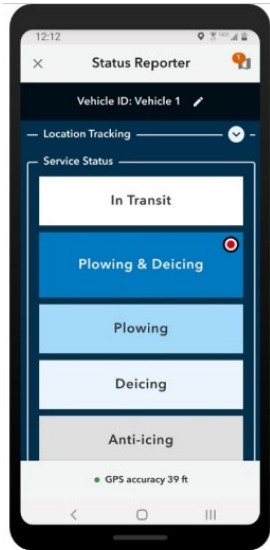 12:12
Status Reporter
1
Vehicle ID: Vehicle 1
Location Tracking
Service Status
In Transit
Plowing & Deicing
Plowing
Deicing
Anti-icing
GPS accuracy 39 ft